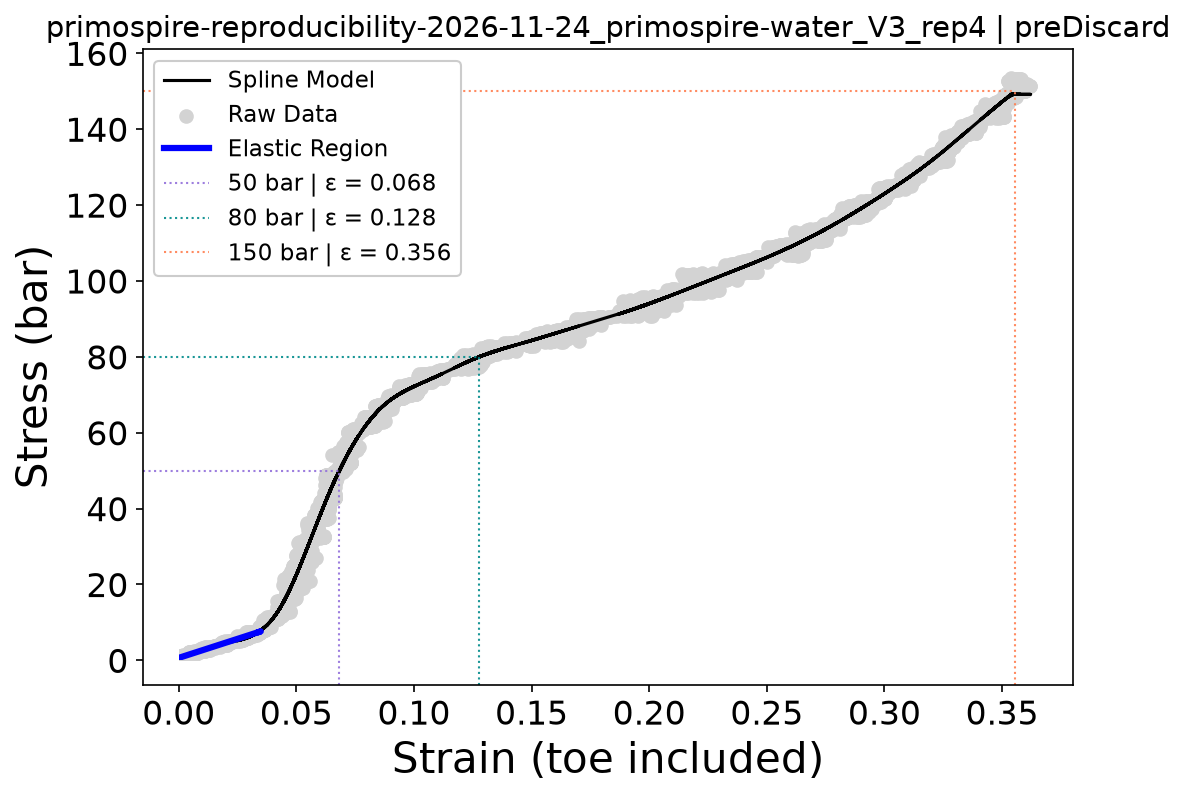 primospire-reproducibility-2026-11-24_primospire-water_V3_rep4 | preDiscard
Spline Model
Raw Data
Elastic Region
50 bar | ε = 0.068
80 bar | ε = 0.128
150 bar | ε = 0.356
Stress (bar)
160
140
120
100
80
60
40
20
0
0.00 0.05 0.10 0.15 0.20 0.25 0.30 0.35
Strain (toe included)